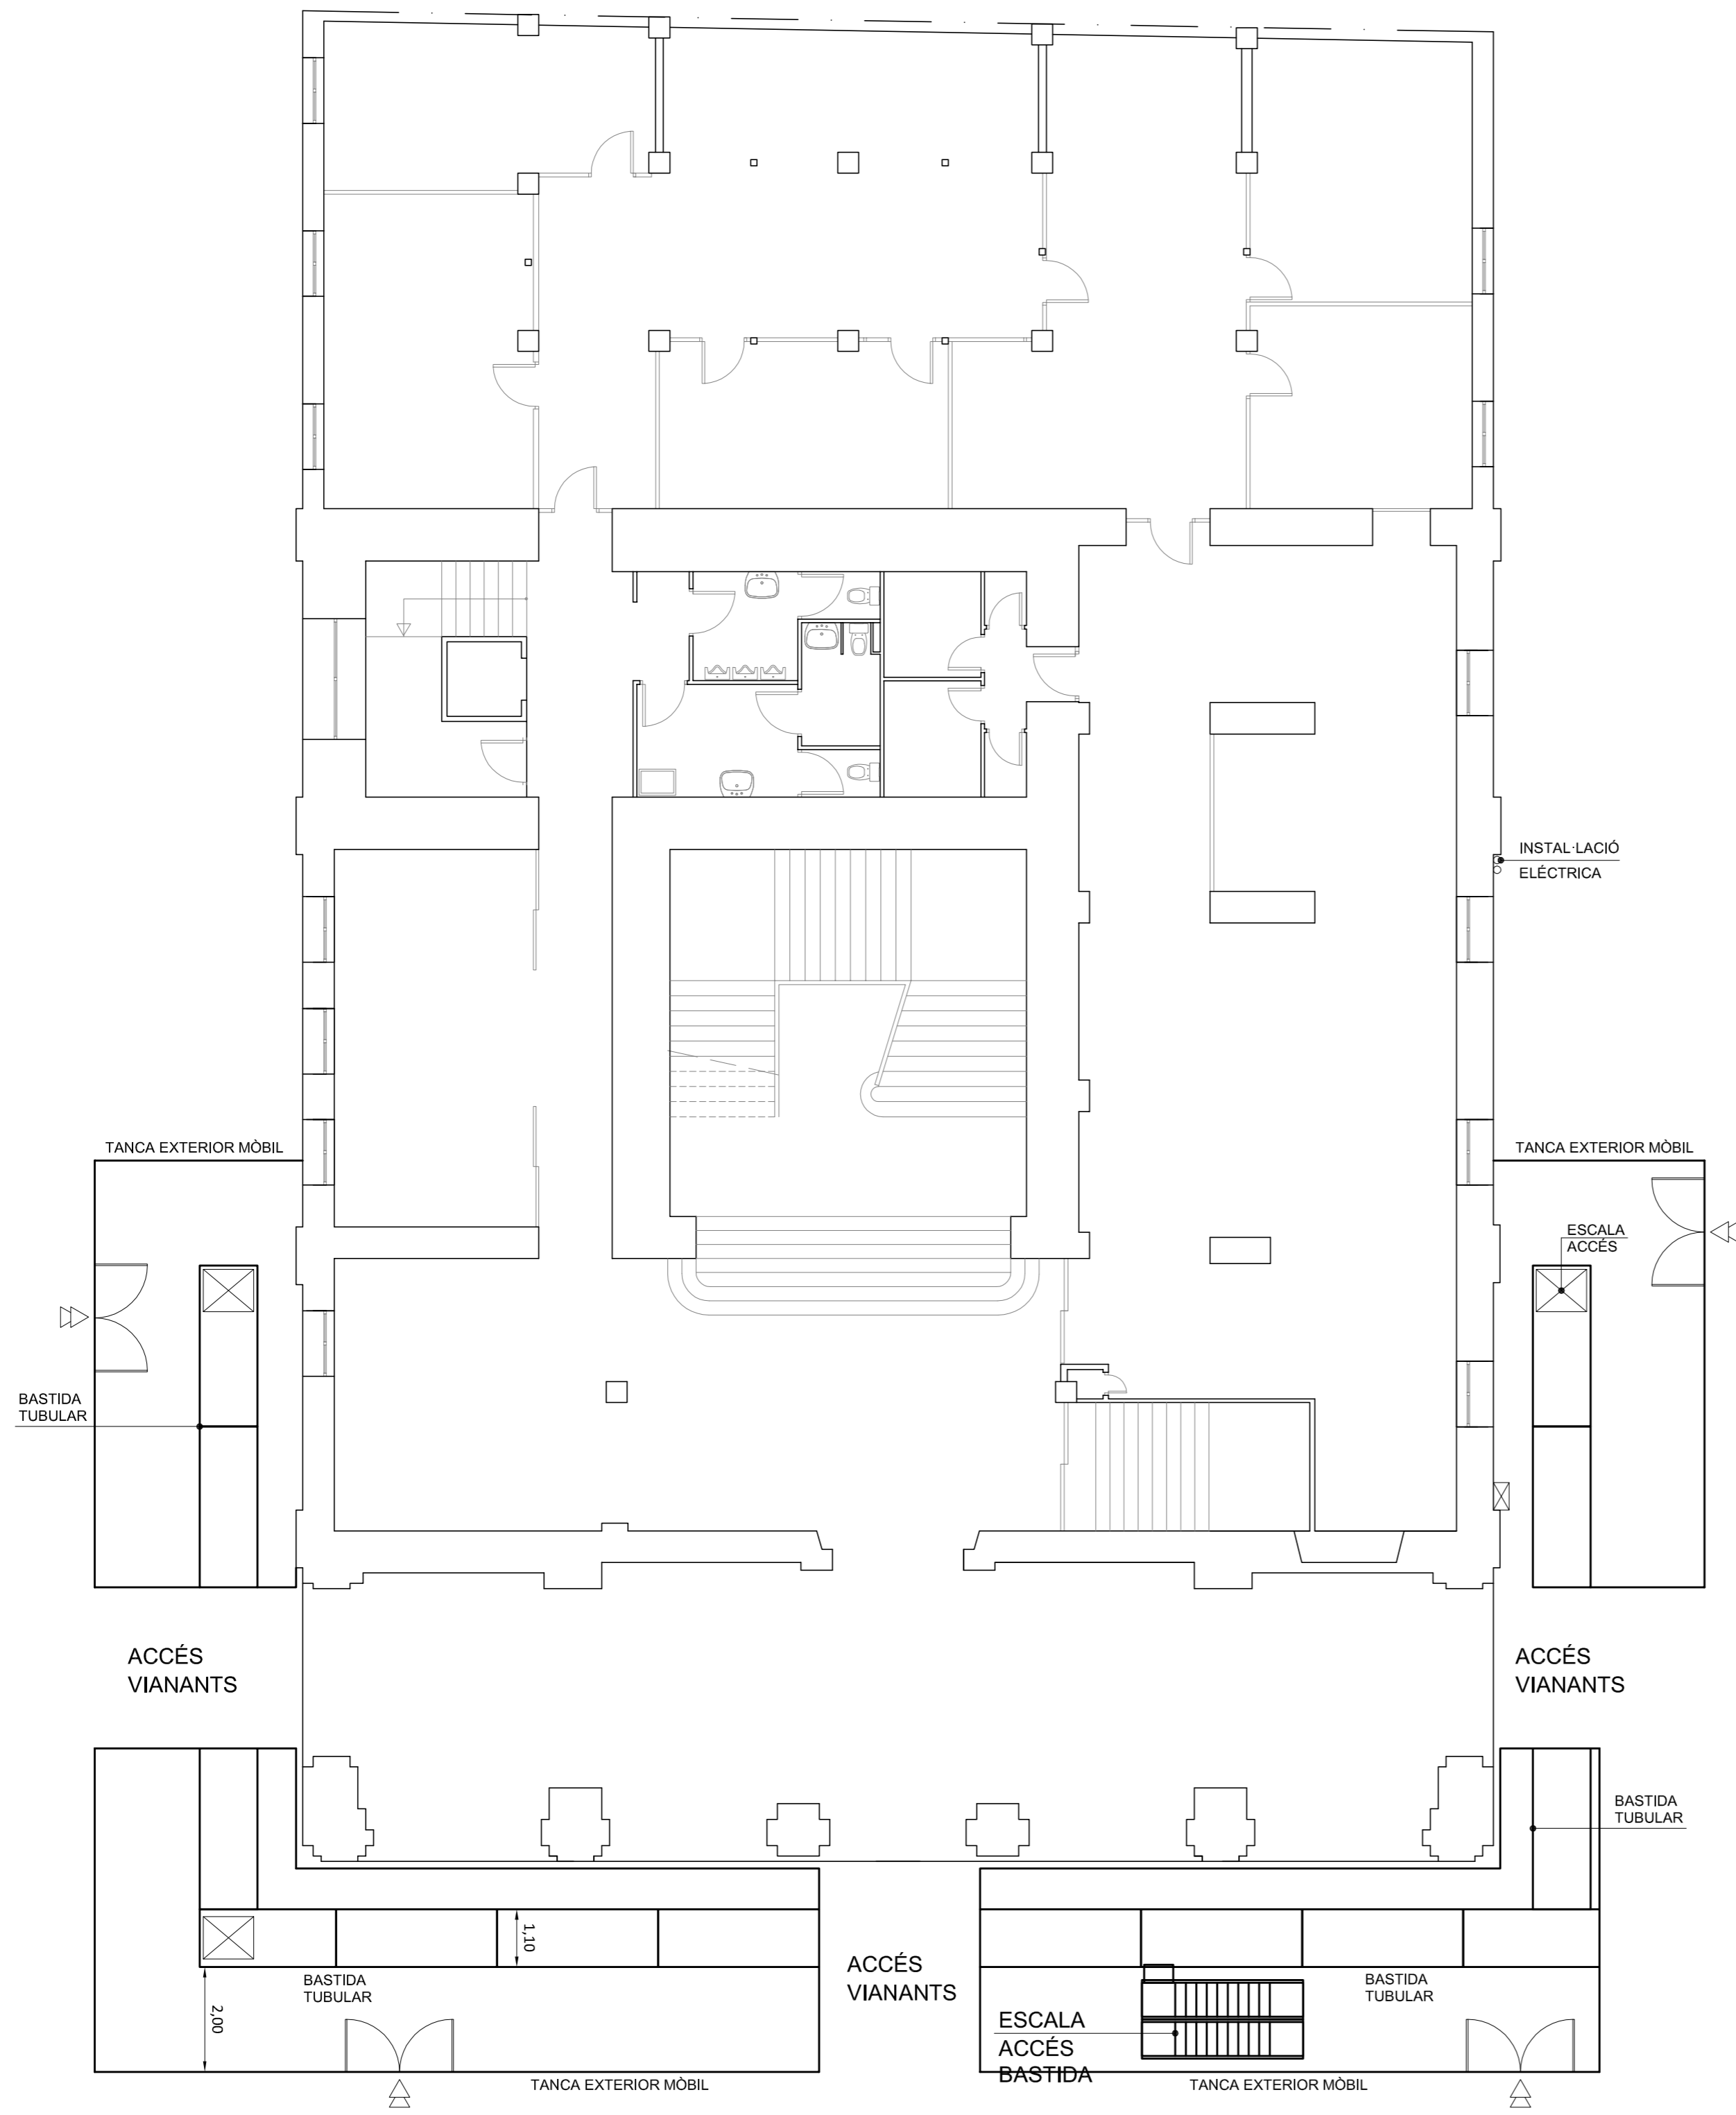 INSTAL·LACIÓ
ELÉCTRICA
TANCA EXTERIOR MÒBIL
TANCA EXTERIOR MÒBIL
ESCALA
ACCÉS
BASTIDA
TUBULAR
ACCÉS
VIANANTS
ACCÉS
VIANANTS
BASTIDA
TUBULAR
1,10
ACCÉS
VIANANTS
BASTIDA
TUBULAR
BASTIDA
TUBULAR
2,00
ESCALA
ACCÉS
BASTIDA
TANCA EXTERIOR MÒBIL
TANCA EXTERIOR MÒBIL